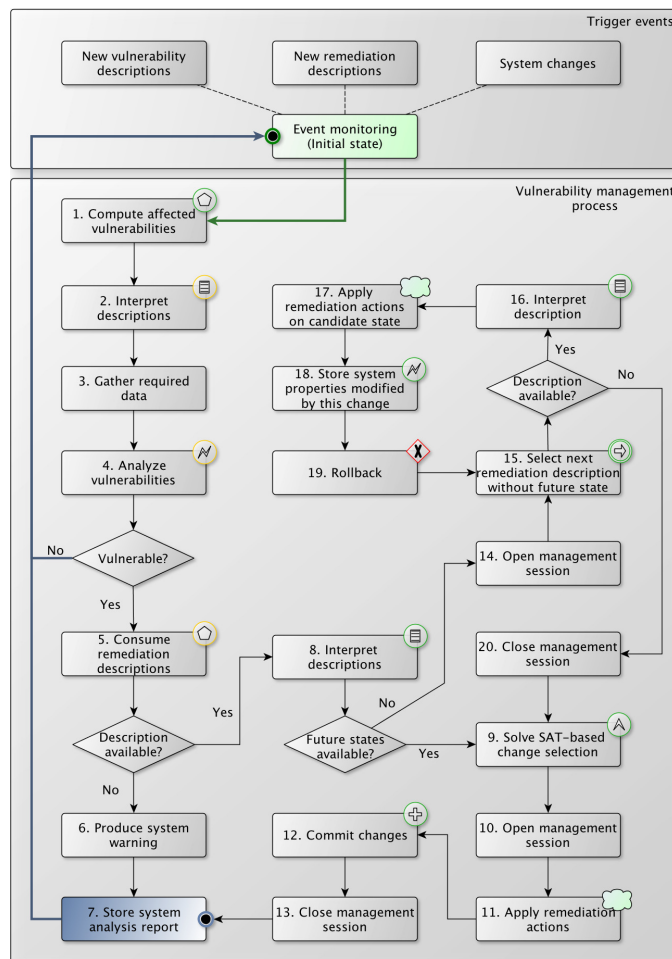 Trigger events
New vulnerability
descriptions
New remediation
descriptions
System changes
Event monitoring
(Initial state)
Vulnerability management
process
1. Compute affected
vulnerabilities
2. Interpret
descriptions
3. Gather required
data
4. Analyze
vulnerabilities
Vulnerable?
No
Yes
5. Consume
remediation
descriptions
Description
available?
Yes
No
6. Produce system
warning
7. Store system
analysis report
8. Interpret
descriptions
Future states
available?
No
Yes
9. Solve SAT-based
change selection
10. Open management
session
11. Apply remediation
actions
12. Commit changes
13. Close management
session
14. Open management
session
15. Select next
remediation description
without future state
Description
available?
Yes
No
16. Interpret
description
17. Apply
remediation actions
on candidate state
18. Store system
properties modified
by this change
19. Rollback
20. Close management
session